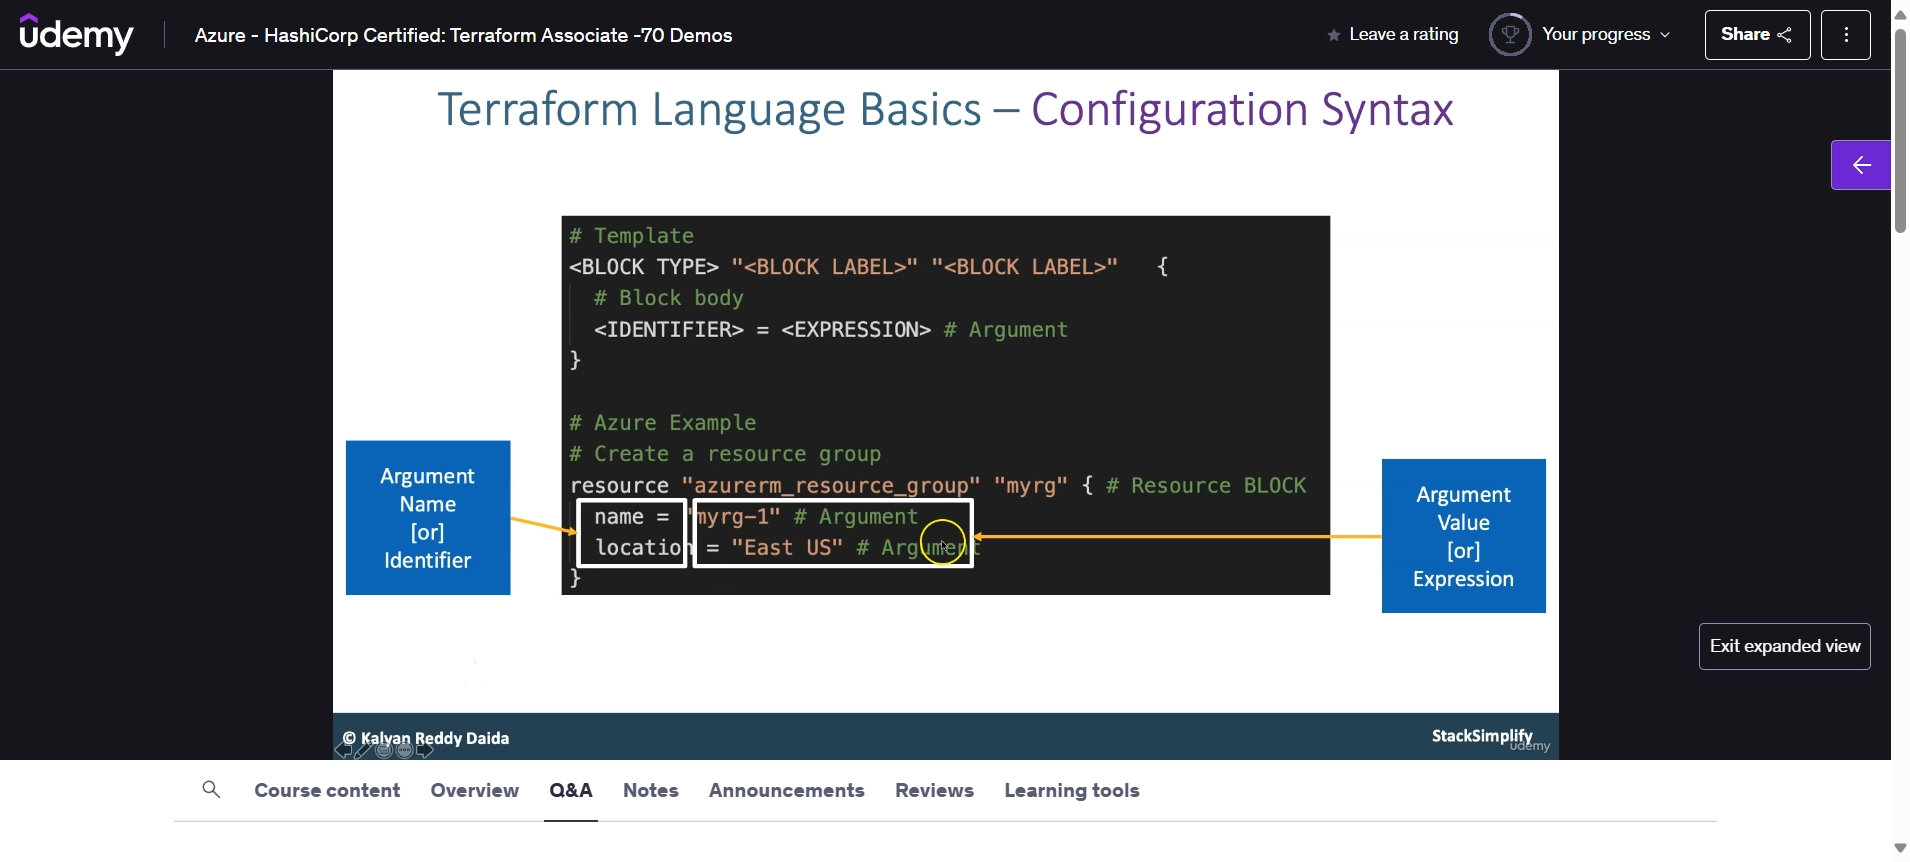 udemy
Azure - HashiCorp Certified: Terraform Associate -70 Demos
Leave a rating
Your progress
Share
Terraform Language Basics – Configuration Syntax
# Template
<BLOCK TYPE> "<BLOCK LABEL>" "<BLOCK LABEL>" {
# Block body
<IDENTIFIER> = <EXPRESSION> # Argument
}
# Azure Example
# Create a resource group
resource "azurerm_resource_group" "myrg" { # Resource BLOCK
name = "myrg-1" # Argument
location = "East US" # Argument
}
Argument
Name
[or]
Identifier
Argument
Value
[or]
Expression
Exit expanded view
© Kalyan Reddy Daida
StackSimplify
udemy
Course content
Overview
Q&A
Notes
Announcements
Reviews
Learning tools